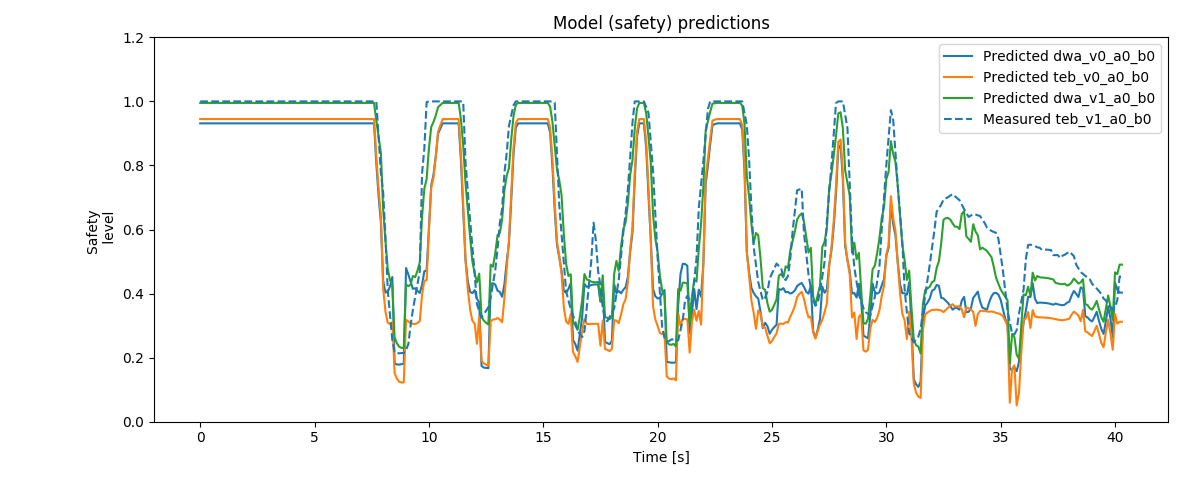 Model (safety) predictions
1.2
1.0
0.8
0.6
0.4
0.2
0.0
Safety
level
0 5 10 15 20 25 30 35 40
Time [s]
Predicted dwa_v0_a0_b0
Predicted teb_v0_a0_b0
Predicted dwa_v1_a0_b0
Measured teb_v1_a0_b0